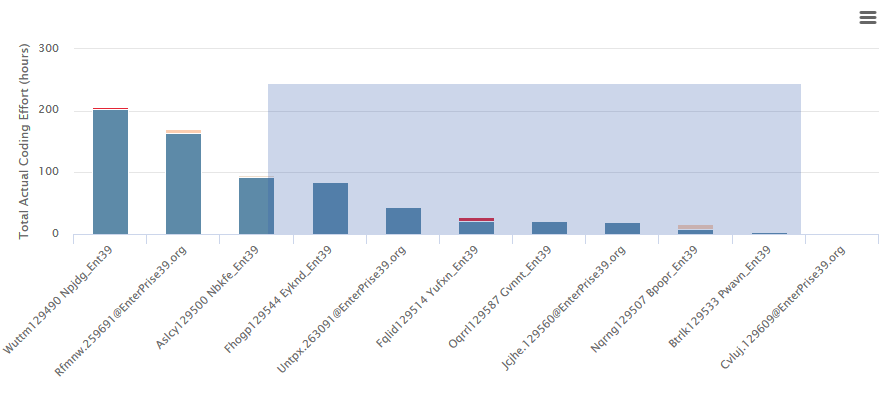 Total Actual Coding Effort (hours)
300
200
100
0
Wuttm129490 Npjdg_Ent39
Rfmnw.259691@EnterPrise39.org
Aslcy129500 Nbkfe_Ent39
Fhogp129544 Eyknd_Ent39
Untpx.263091@EnterPrise39.org
Fqlid129514 Yufxn_Ent39
Oqrrl129587 Gvnnt_Ent39
Jcjhe.129560@EnterPrise39.org
Nqrng129507 Bpopr_Ent39
Btrlk129533 Pwavn_Ent39
Cvluj.129609@EnterPrise39.org